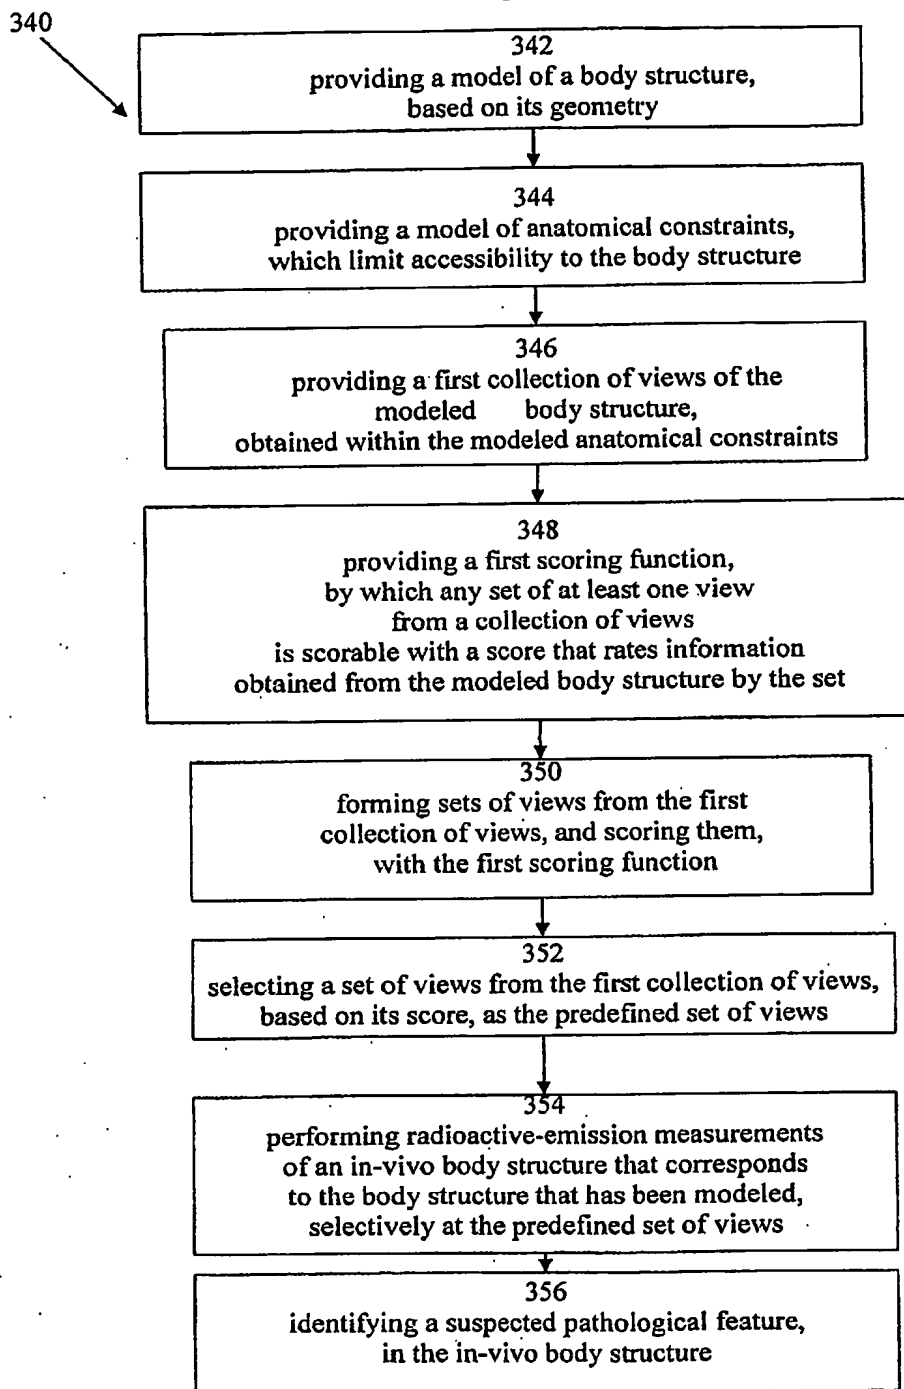 340
342
providing a model of a body structure,
based on its geometry
344
providing a model of anatomical constraints,
which limit accessibility to the body structure
346
providing a first collection of views of the
modeled body structure,
obtained within the modeled anatomical constraints
348
providing a first scoring function,
by which any set of at least one view
from a collection of views
is scorable with a score that rates information
obtained from the modeled body structure by the set
350
forming sets of views from the first
collection of views, and scoring them,
with the first scoring function
352
selecting a set of views from the first collection of views,
based on its score, as the predefined set of views
354
performing radioactive-emission measurements
of an in-vivo body structure that corresponds
to the body structure that has been modeled,
selectively at the predefined set of views
356
identifying a suspected pathological feature,
in the in-vivo body structure